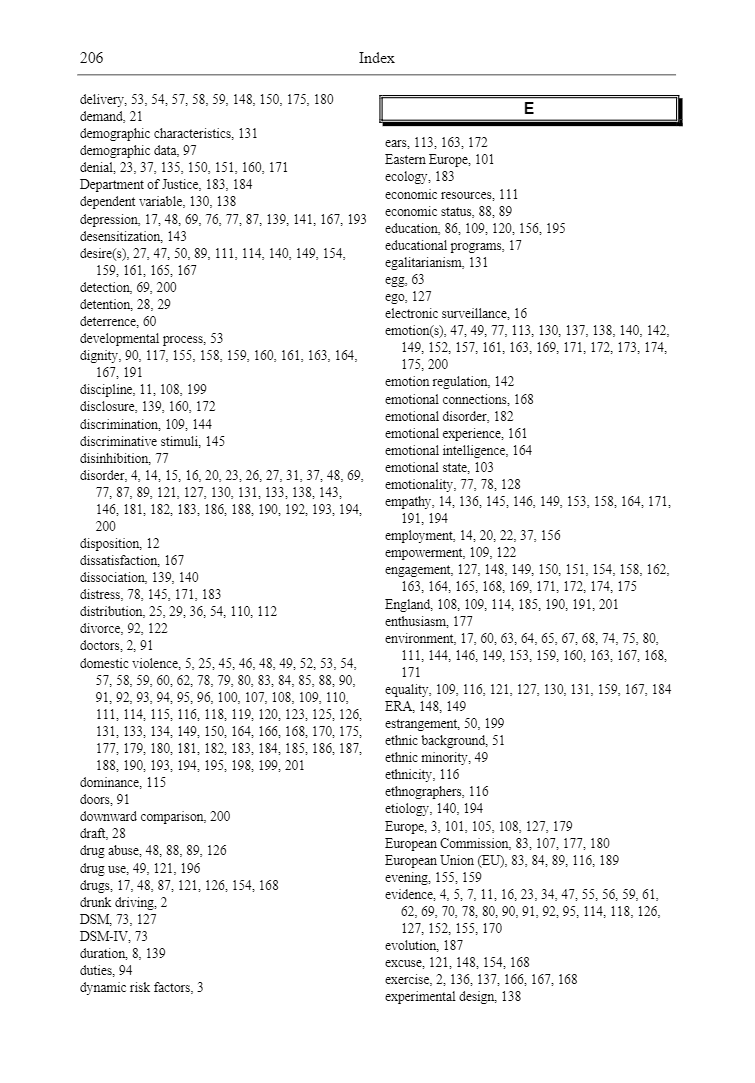 206
Index
delivery, 53, 54, 57, 58, 59, 148, 150, 175, 180
demand, 21
demographic characteristics, 131
demographic data, 97
denial, 23, 37, 135, 150, 151, 160, 171
Department of Justice, 183, 184
dependent variable, 130, 138
depression, 17, 48, 69, 76, 77, 87, 139, 141, 167, 193
desensitization, 143
desire(s), 27, 47, 50, 89, 111, 114, 140, 149, 154,
159, 161, 165, 167
detection, 69, 200
detention, 28, 29
deterrence, 60
developmental process, 53
dignity, 90, 117, 155, 158, 159, 160, 161, 163, 164,
167, 191
discipline, 11, 108, 199
disclosure, 139, 160, 172
discrimination, 109, 144
discriminative stimuli, 145
disinhibition, 77
disorder, 4, 14, 15, 16, 20, 23, 26, 27, 31, 37, 48, 69,
77, 87, 89, 121, 127, 130, 131, 133, 138, 143,
146, 181, 182, 183, 186, 188, 190, 192, 193, 194,
200
disposition, 12
dissatisfaction, 167
dissociation, 139, 140
distress, 78, 145, 171, 183
distribution, 25, 29, 36, 54, 110, 112
divorce, 92, 122
doctors, 2, 91
domestic violence, 5, 25, 45, 46, 48, 49, 52, 53, 54,
57, 58, 59, 60, 62, 78, 79, 80, 83, 84, 85, 88, 90,
91, 92, 93, 94, 95, 96, 100, 107, 108, 109, 110,
111, 114, 115, 116, 118, 119, 120, 123, 125, 126,
131, 133, 134, 149, 150, 164, 166, 168, 170, 175,
177, 179, 180, 181, 182, 183, 184, 185, 186, 187,
188, 190, 193, 194, 195, 198, 199, 201
dominance, 115
doors, 91
downward comparison, 200
draft, 28
drug abuse, 48, 88, 89, 126
drug use, 49, 121, 196
drugs, 17, 48, 87, 121, 126, 154, 168
drunk driving, 2
DSM, 73, 127
DSM-IV, 73
duration, 8, 139
duties, 94
dynamic risk factors, 3
E
ears, 113, 163, 172
Eastern Europe, 101
ecology, 183
economic resources, 111
economic status, 88, 89
education, 86, 109, 120, 156, 195
educational programs, 17
egalitarianism, 131
egg, 63
ego, 127
electronic surveillance, 16
emotion(s), 47, 49, 77, 113, 130, 137, 138, 140, 142,
149, 152, 157, 161, 163, 169, 171, 172, 173, 174,
175, 200
emotion regulation, 142
emotional connections, 168
emotional disorder, 182
emotional experience, 161
emotional intelligence, 164
emotional state, 103
emotionality, 77, 78, 128
empathy, 14, 136, 145, 146, 149, 153, 158, 164, 171,
191, 194
employment, 14, 20, 22, 37, 156
empowerment, 109, 122
engagement, 127, 148, 149, 150, 151, 154, 158, 162,
163, 164, 165, 168, 169, 171, 172, 174, 175
England, 108, 109, 114, 185, 190, 191, 201
enthusiasm, 177
environment, 17, 60, 63, 64, 65, 67, 68, 74, 75, 80,
111, 144, 146, 149, 153, 159, 160, 163, 167, 168,
171
equality, 109, 116, 121, 127, 130, 131, 159, 167, 184
ERA, 148, 149
estrangement, 50, 199
ethnic background, 51
ethnic minority, 49
ethnicity, 116
ethnographers, 116
etiology, 140, 194
Europe, 3, 101, 105, 108, 127, 179
European Commission, 83, 107, 177, 180
European Union (EU), 83, 84, 89, 116, 189
evening, 155, 159
evidence, 4, 5, 7, 11, 16, 23, 34, 47, 55, 56, 59, 61,
62, 69, 70, 78, 80, 90, 91, 92, 95, 114, 118, 126,
127, 152, 155, 170
evolution, 187
excuse, 121, 148, 154, 168
exercise, 2, 136, 137, 166, 167, 168
experimental design, 138